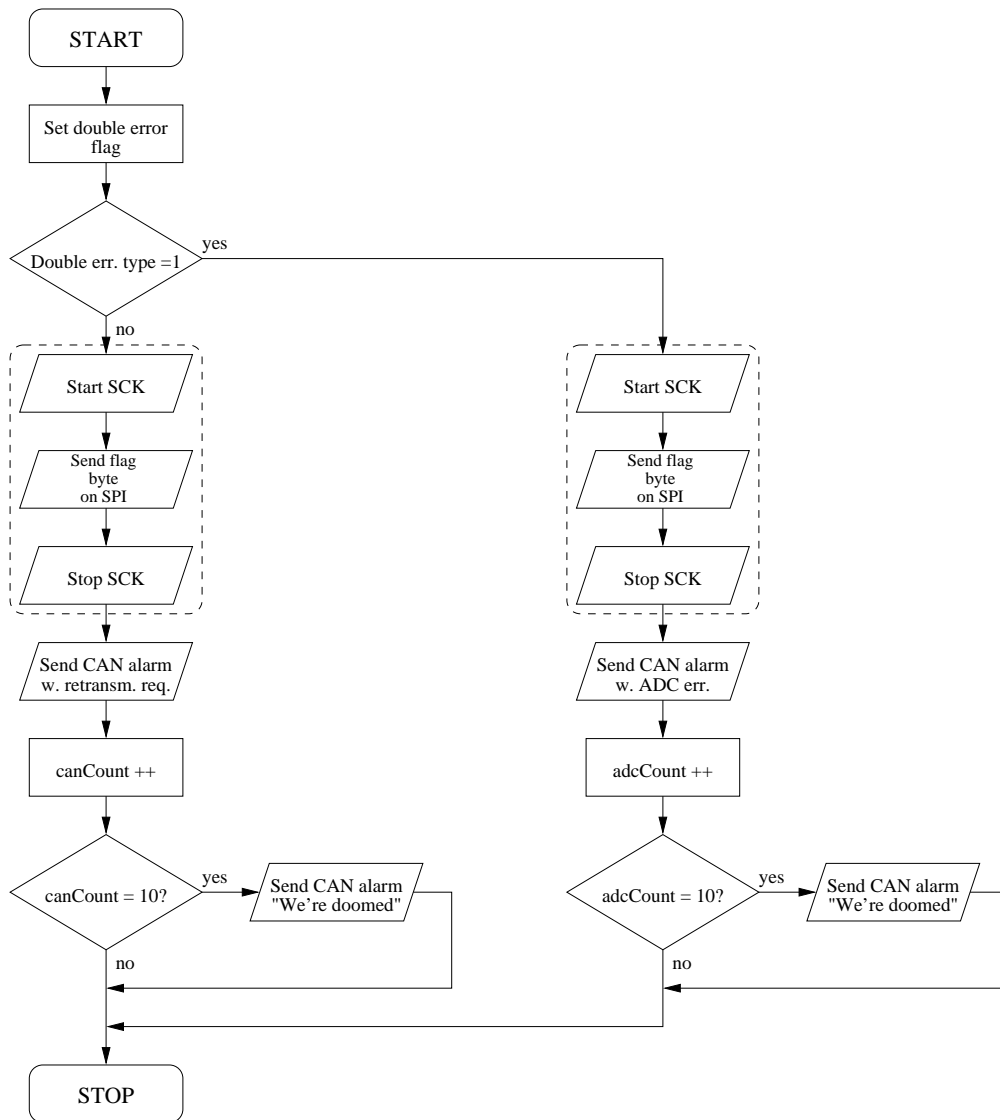 START
Set double error
flag
Double err. type =1
yes
no
Start SCK
Send flag
byte
on SPI
Stop SCK
Send CAN alarm
w. retransm. req.
canCount ++
canCount = 10?
yes
Send CAN alarm
"We're doomed"
no
Start SCK
Send flag
byte
on SPI
Stop SCK
Send CAN alarm
w. ADC err.
adcCount ++
adcCount = 10?
yes
Send CAN alarm
"We're doomed"
no
STOP